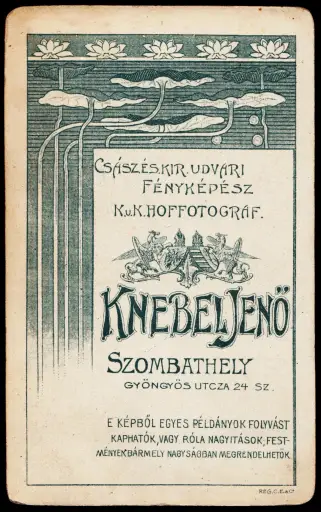 CSÁSZ.ÉS.KIR. UDVARI
FÉNYKÉPÉSZ
K.u.K. HOFFOTOGRAF.
KNEBEL JENŐ
SZOMBATHELY
GYÖNGYÖS UTCZA 24 SZ.
E KÉPBŐL EGYES PÉLDÁNYOK FOLYVÁST
KAPHATÓK, VAGY RÓLA NAGYITÁSOK, FEST-
MÉNYEK BÁRMELY NAGYSÁGBAN MEGRENDELHETŐK.
REG. C.E.&C°